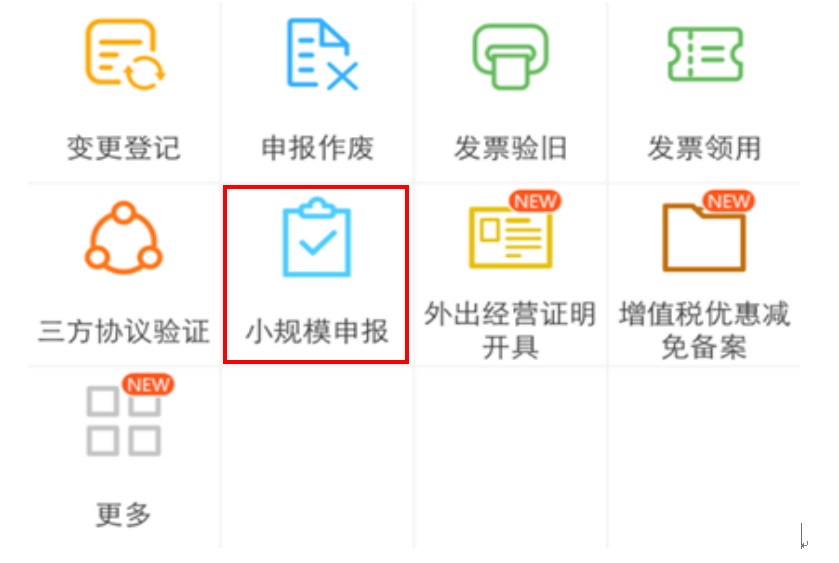 变更登记
申报作废
发票验旧
发票领用
NEW
NEW
三方协议验证
小规模申报
外出经营证明
开具
增值税优惠减
免备案
NEW
更多